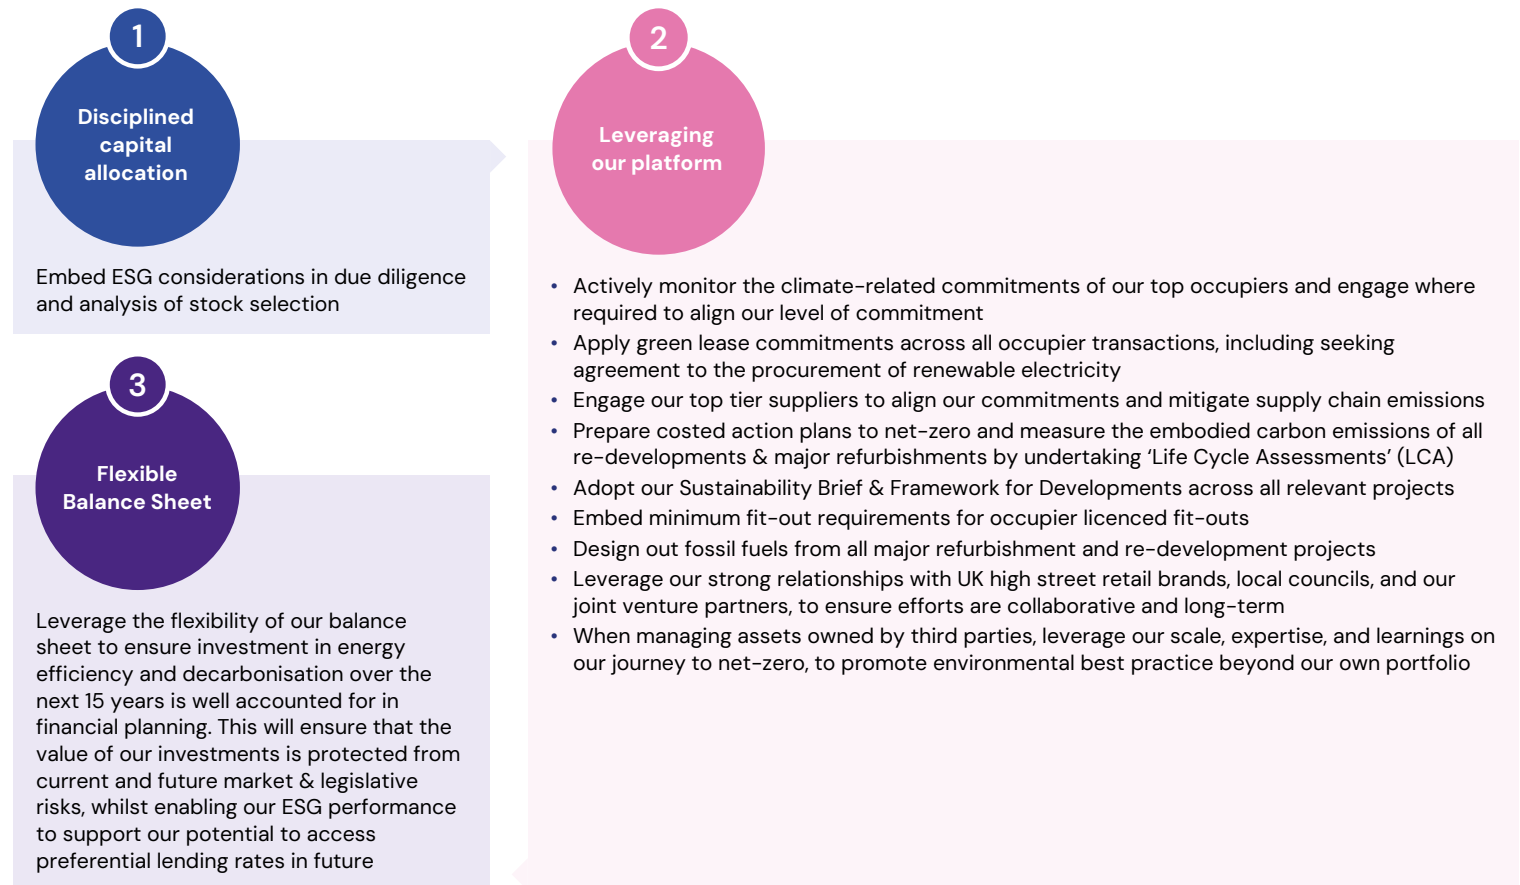 1
Disciplined
capital
allocation
Embed ESG considerations in due diligence
and analysis of stock selection
2
Leveraging
our platform
• Actively monitor the climate-related commitments of our top occupiers and engage where
required to align our level of commitment
• Apply green lease commitments across all occupier transactions, including seeking
agreement to the procurement of renewable electricity
• Engage our top tier suppliers to align our commitments and mitigate supply chain emissions
• Prepare costed action plans to net-zero and measure the embodied carbon emissions of all
re-developments & major refurbishments by undertaking ‘Life Cycle Assessments’ (LCA)
• Adopt our Sustainability Brief & Framework for Developments across all relevant projects
• Embed minimum fit-out requirements for occupier licenced fit-outs
• Design out fossil fuels from all major refurbishment and re-development projects
• Leverage our strong relationships with UK high street retail brands, local councils, and our
joint venture partners, to ensure efforts are collaborative and long-term
• When managing assets owned by third parties, leverage our scale, expertise, and learnings on
our journey to net-zero, to promote environmental best practice beyond our own portfolio
3
Flexible
Balance Sheet
Leverage the flexibility of our balance
sheet to ensure investment in energy
efficiency and decarbonisation over the
next 15 years is well accounted for in
financial planning. This will ensure that the
value of our investments is protected from
current and future market & legislative
risks, whilst enabling our ESG performance
to support our potential to access
preferential lending rates in future